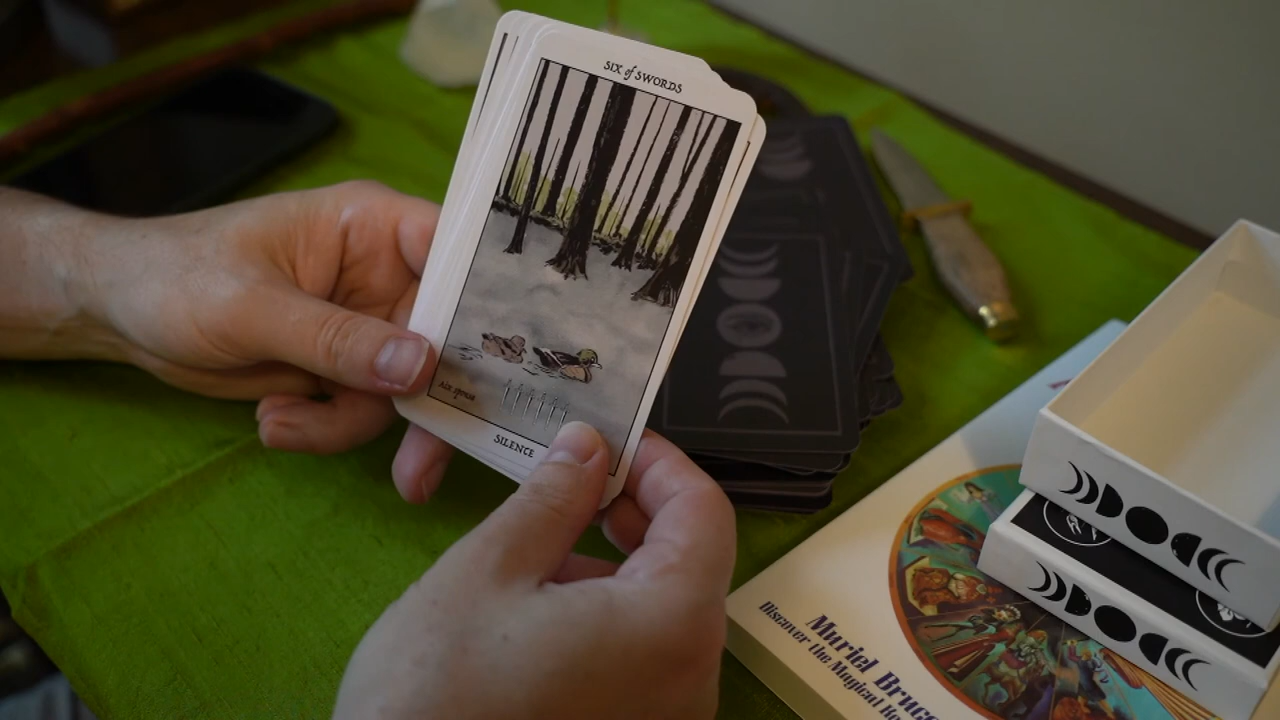 SIX of SWORDS
Aix sponsa
SILENCE
Muriel Bruce
Discover the Magical